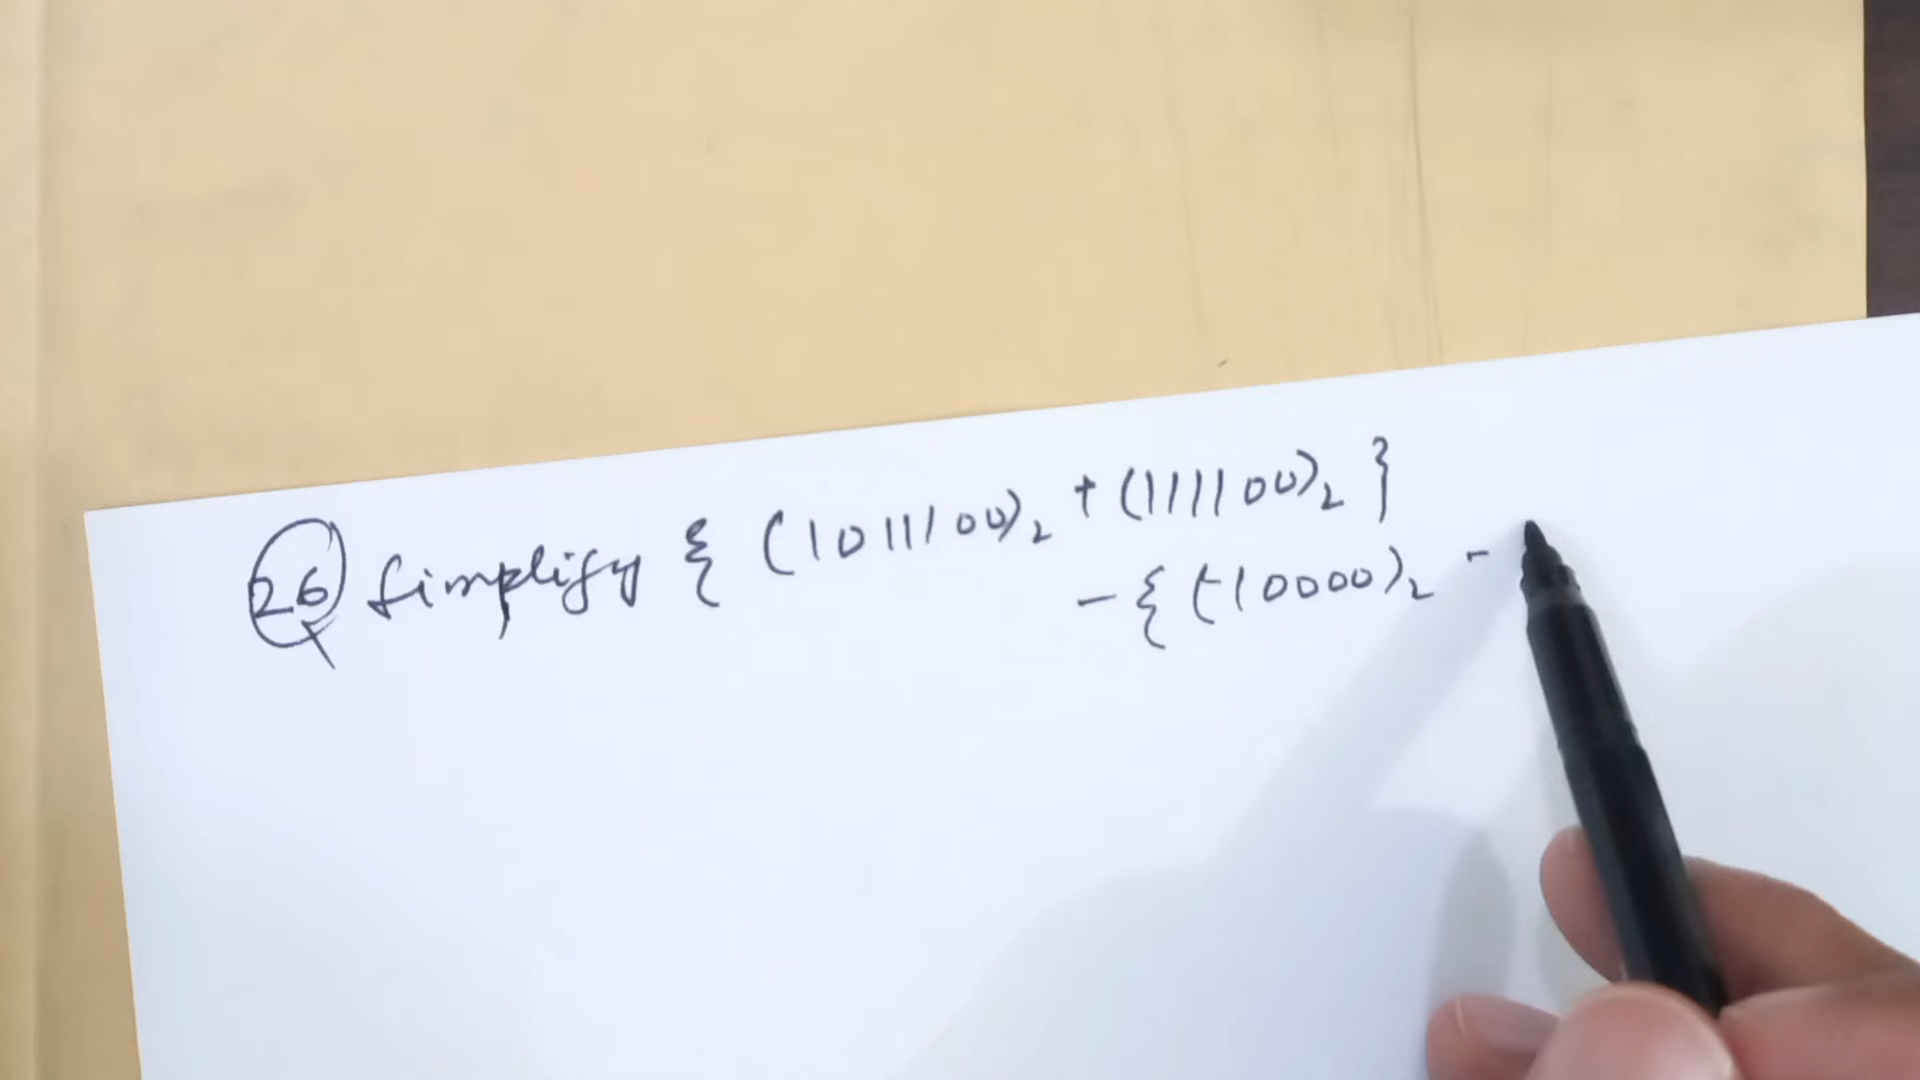 26 Simplify { (1011100)₂ + (111100)₂ }
- { (-10000)₂ -